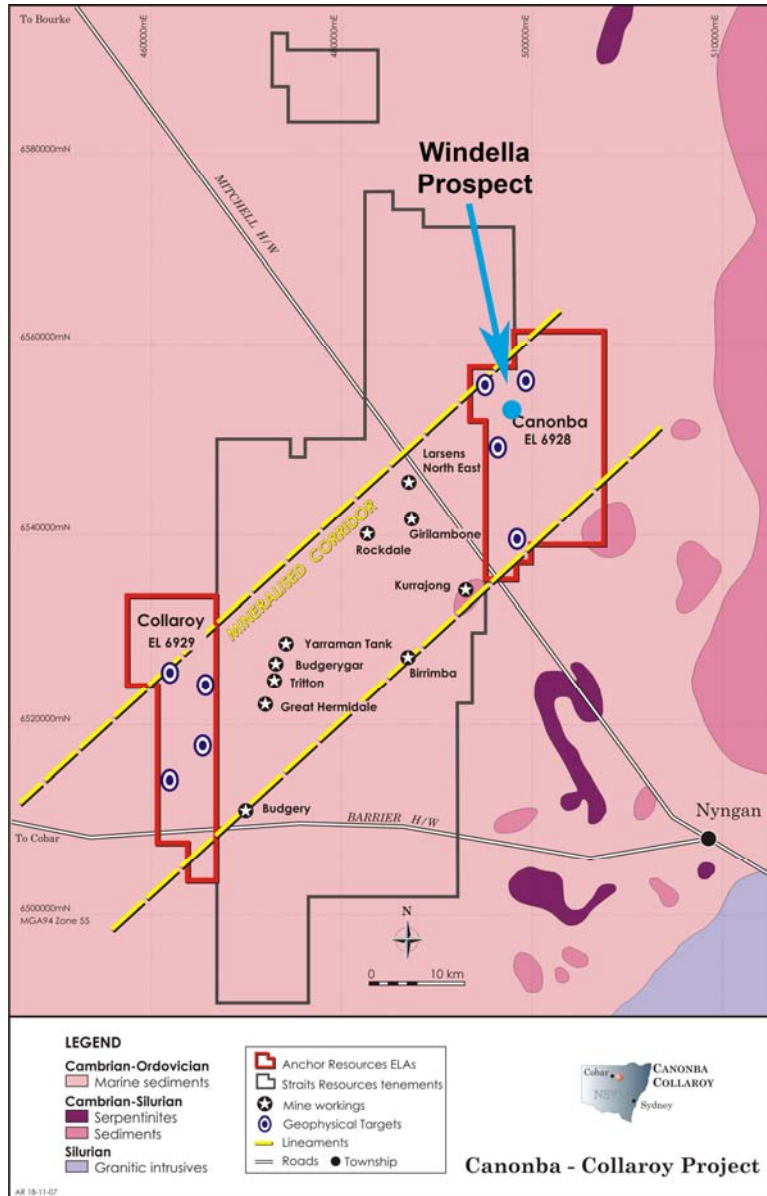 To Bourke
460000mE
480000mE
500000mE
510000mE
6580000mN
Windella
Prospect
MITCHELL H/W
6560000mN
Canonba
EL 6928
Larsens
North East
6540000mN
Girilambone
Rockdale
MINERALISED CORRIDOR
Kurrajong
Collaroy
EL 6929
Yarraman Tank
Budgerygar
Birrimba
Tritton
Great Hermidale
6520000mN
Budgery
BARRIER H/W
Nyngan
To Cobar
6500000mN
MGA94 Zone 55
N
0 10 km
LEGEND
Cambrian-Ordovician
Marine sediments
Cambrian-Silurian
Serpentinites
Sediments
Silurian
Granitic intrusives
Anchor Resources ELAs
Straits Resources tenements
Mine workings
Geophysical Targets
Lineaments
Roads
Township
Cobar
NSW
Sydney
CANONBA
COLLAROY
Canonba - Collaroy Project
AR 18-11-07